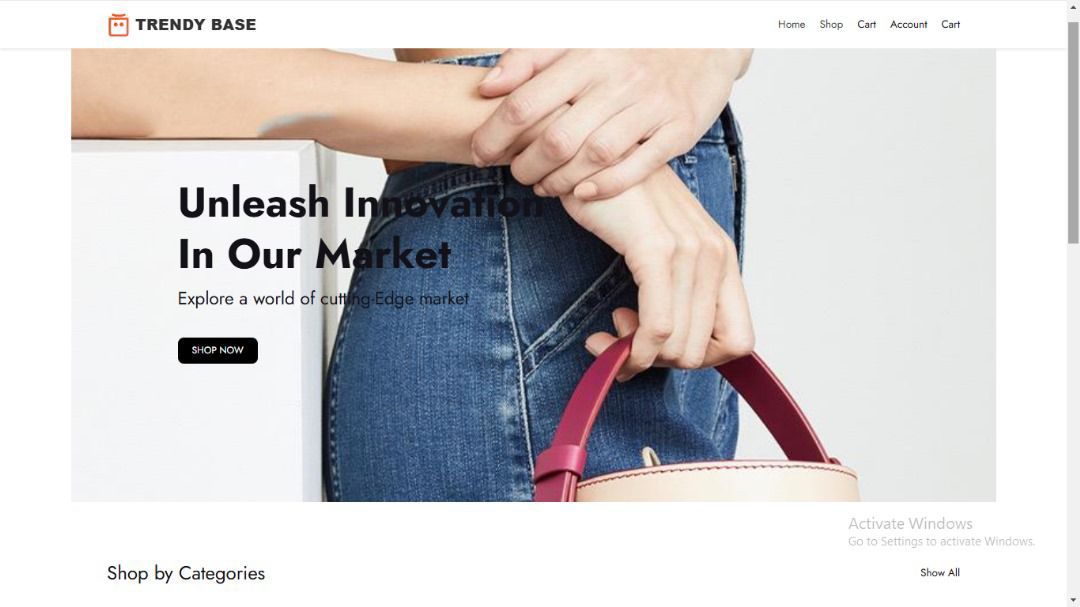 TRENDY BASE
Home Shop Cart Account Cart
Unleash Innovation
In Our Market
Explore a world of cutting-Edge market
SHOP NOW
Activate Windows
Go to Settings to activate Windows.
Shop by Categories
Show All